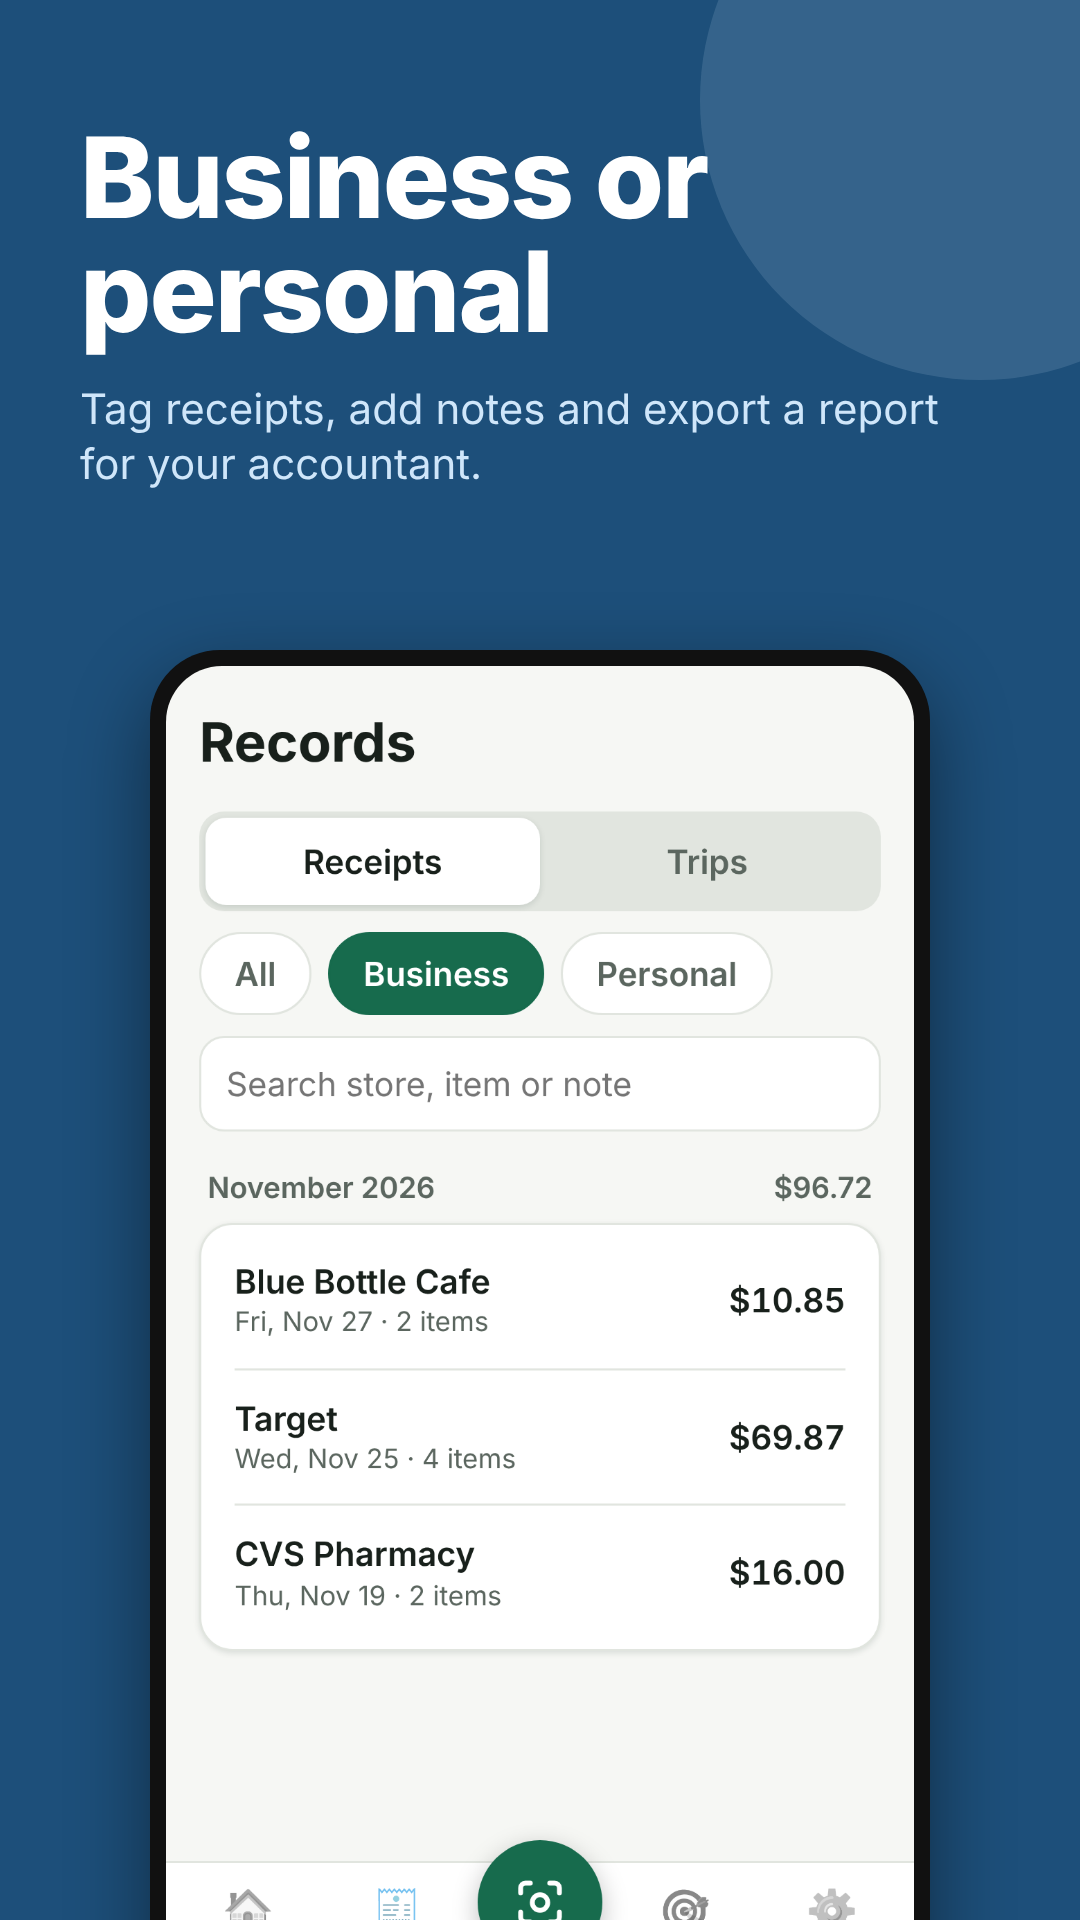 Business or
personal
Tag receipts, add notes and export a report
for your accountant.
Records
Receipts Trips
All Business Personal
Search store, item or note
November 2026 $96.72
Blue Bottle Cafe
$10.85
Fri, Nov 27 · 2 items
Target
$69.87
Wed, Nov 25 · 4 items
CVS Pharmacy
$16.00
Thu, Nov 19 · 2 items